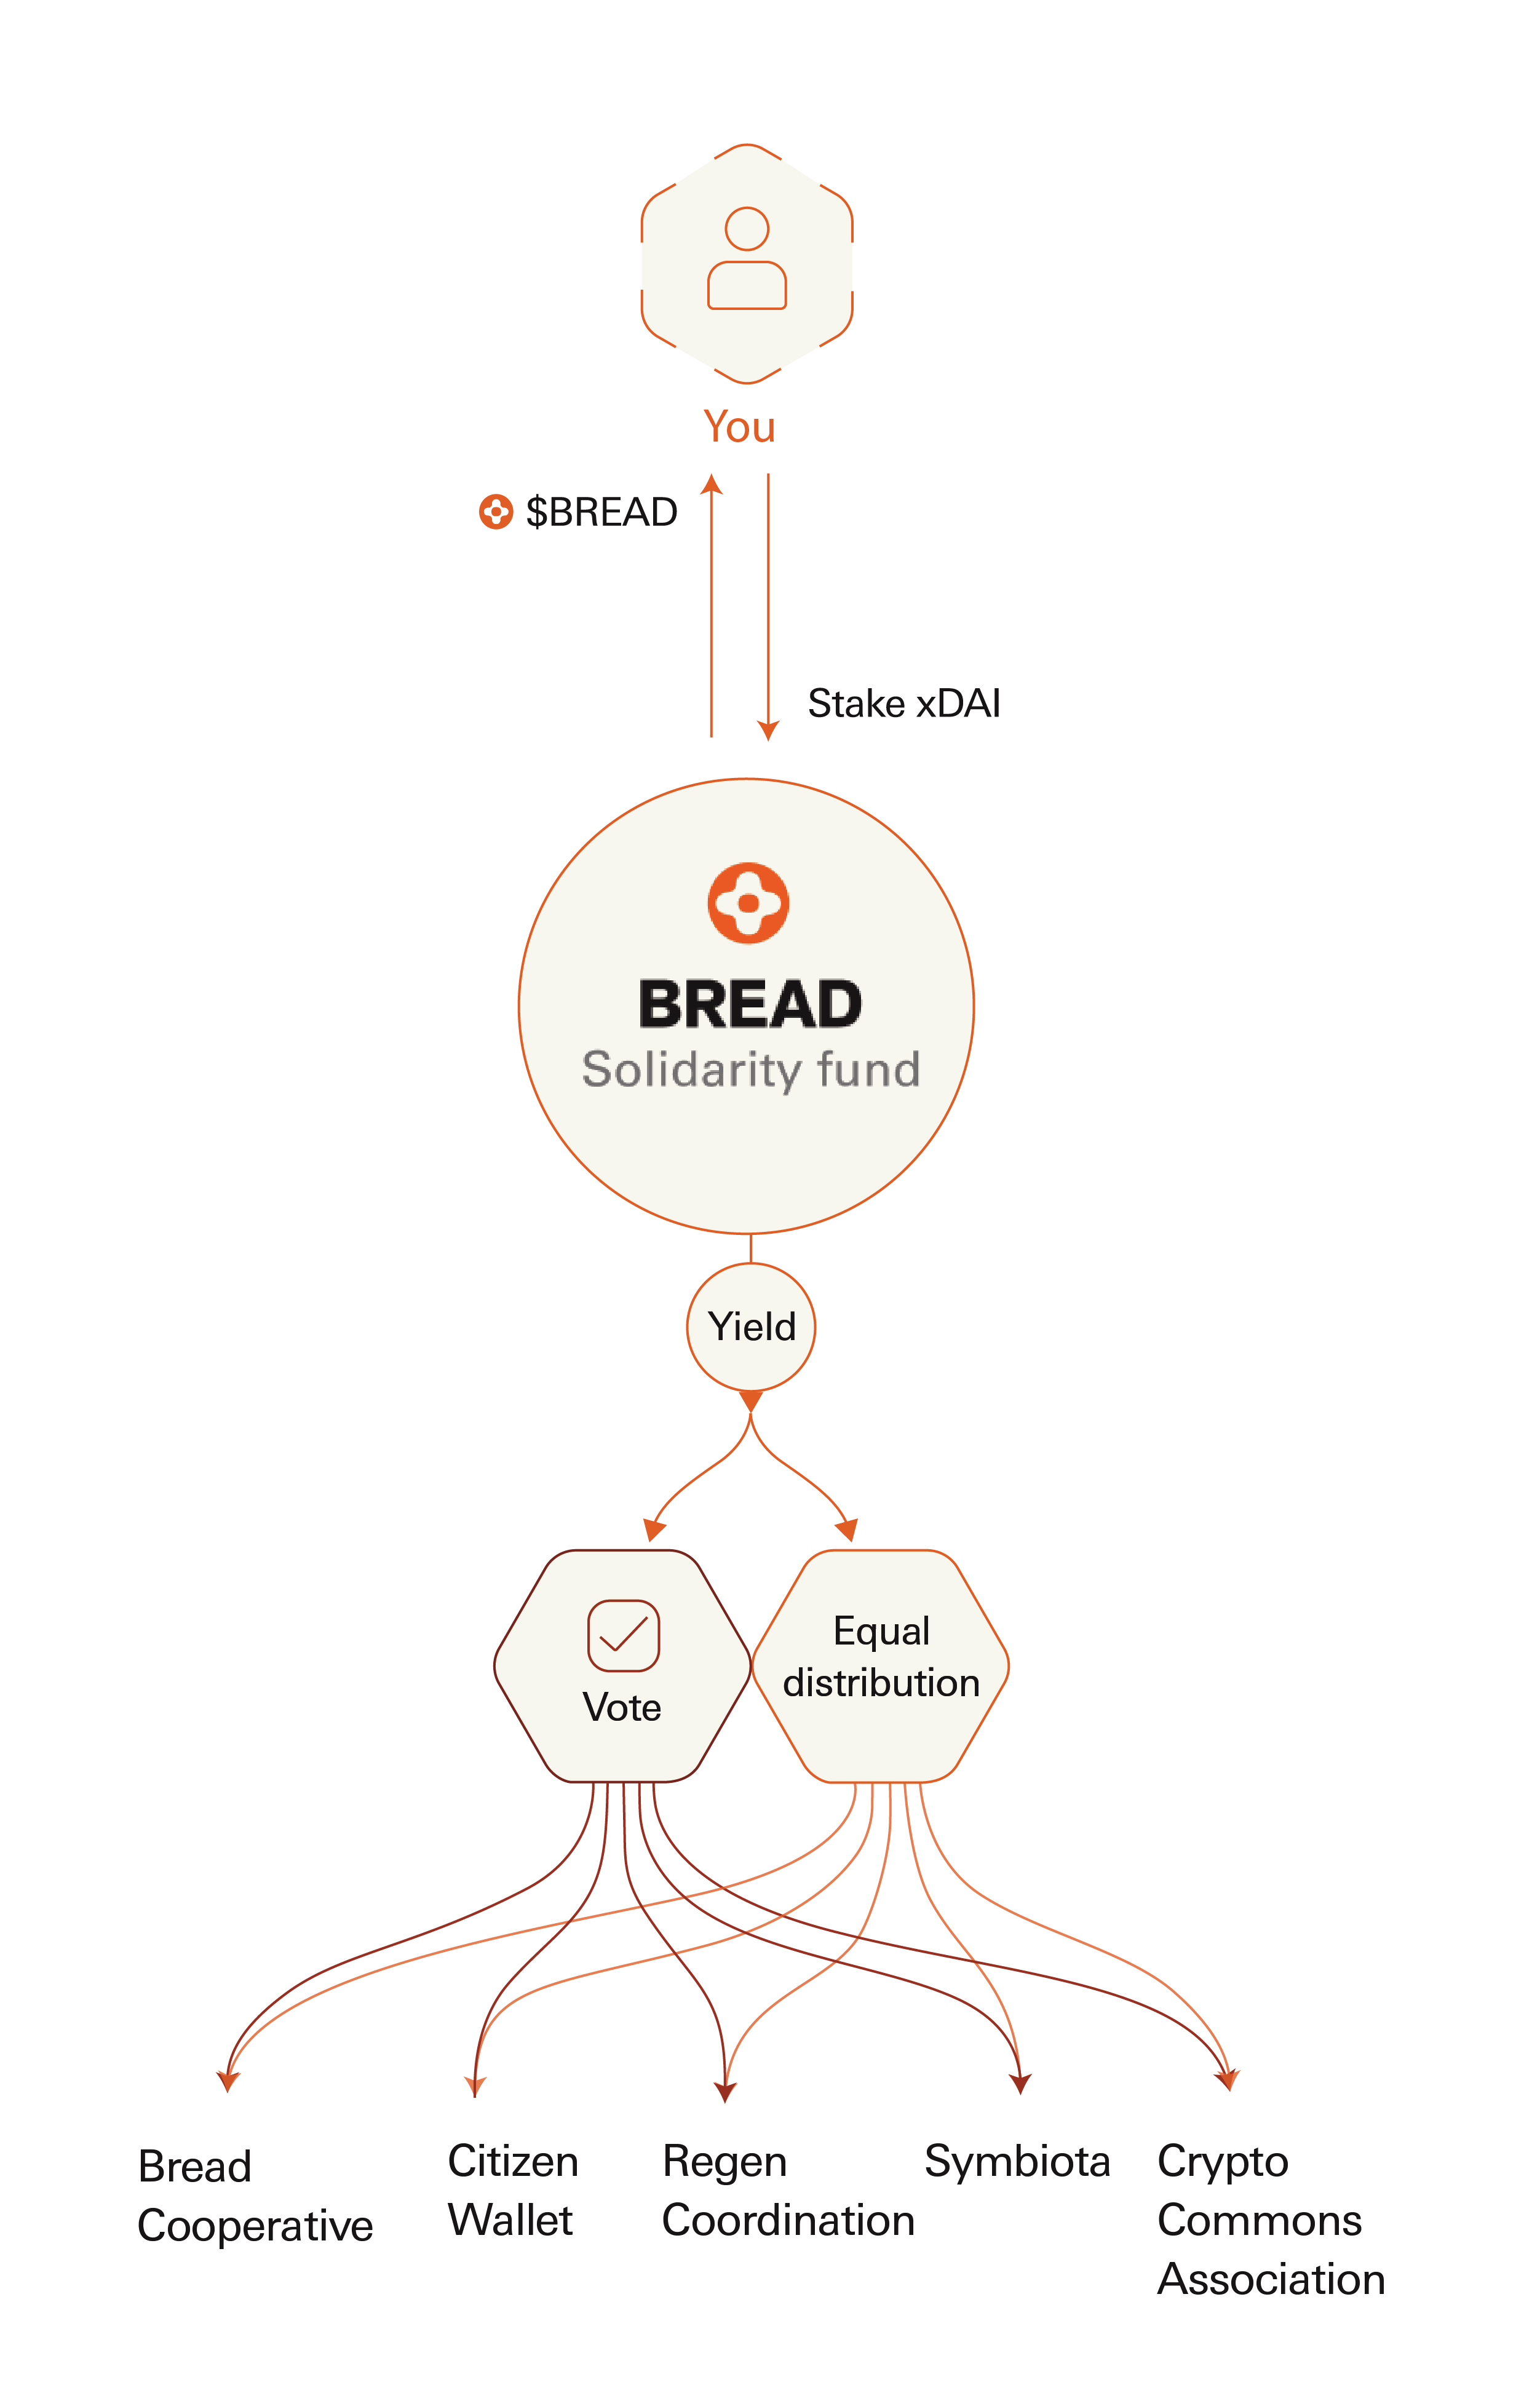 You
$BREAD
Stake xDAI
BREAD
Solidarity fund
Yield
Vote
Equal
distribution
Bread
Cooperative
Citizen
Wallet
Regen
Coordination
Symbiota
Crypto
Commons
Association